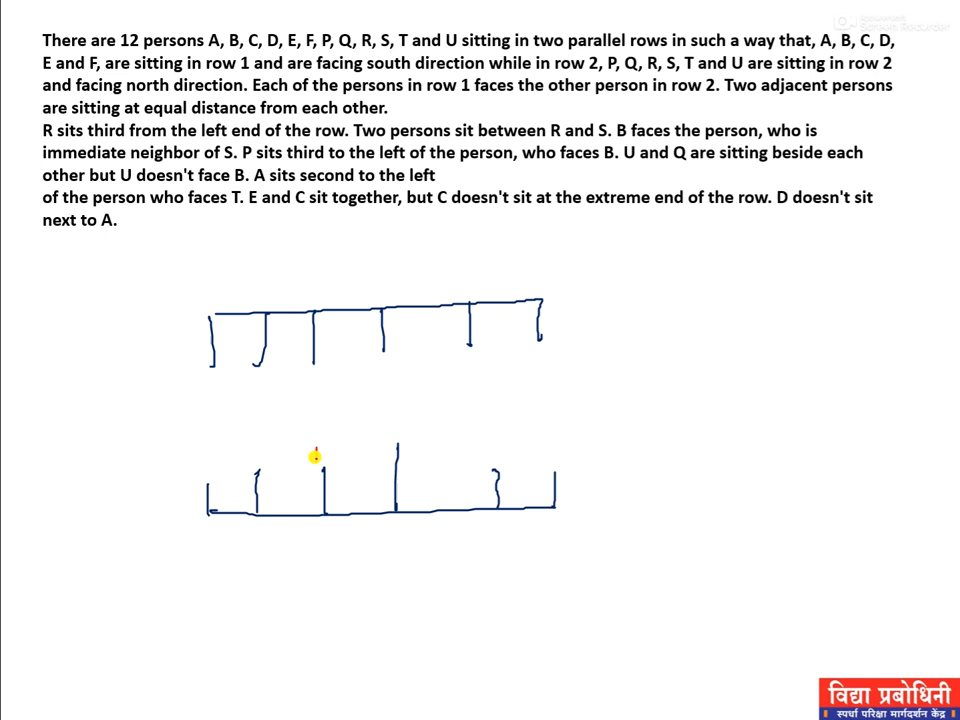 There are 12 persons A, B, C, D, E, F, P, Q, R, S, T and U sitting in two parallel rows in such a way that, A, B, C, D,
E and F, are sitting in row 1 and are facing south direction while in row 2, P, Q, R, S, T and U are sitting in row 2
and facing north direction. Each of the persons in row 1 faces the other person in row 2. Two adjacent persons
are sitting at equal distance from each other.
R sits third from the left end of the row. Two persons sit between R and S. B faces the person, who is
immediate neighbor of S. P sits third to the left of the person, who faces B. U and Q are sitting beside each
other but U doesn't face B. A sits second to the left
of the person who faces T. E and C sit together, but C doesn't sit at the extreme end of the row. D doesn't sit
next to A.
विद्या प्रबोधिनी
स्पर्धा परिक्षा मार्गदर्शन केंद्र